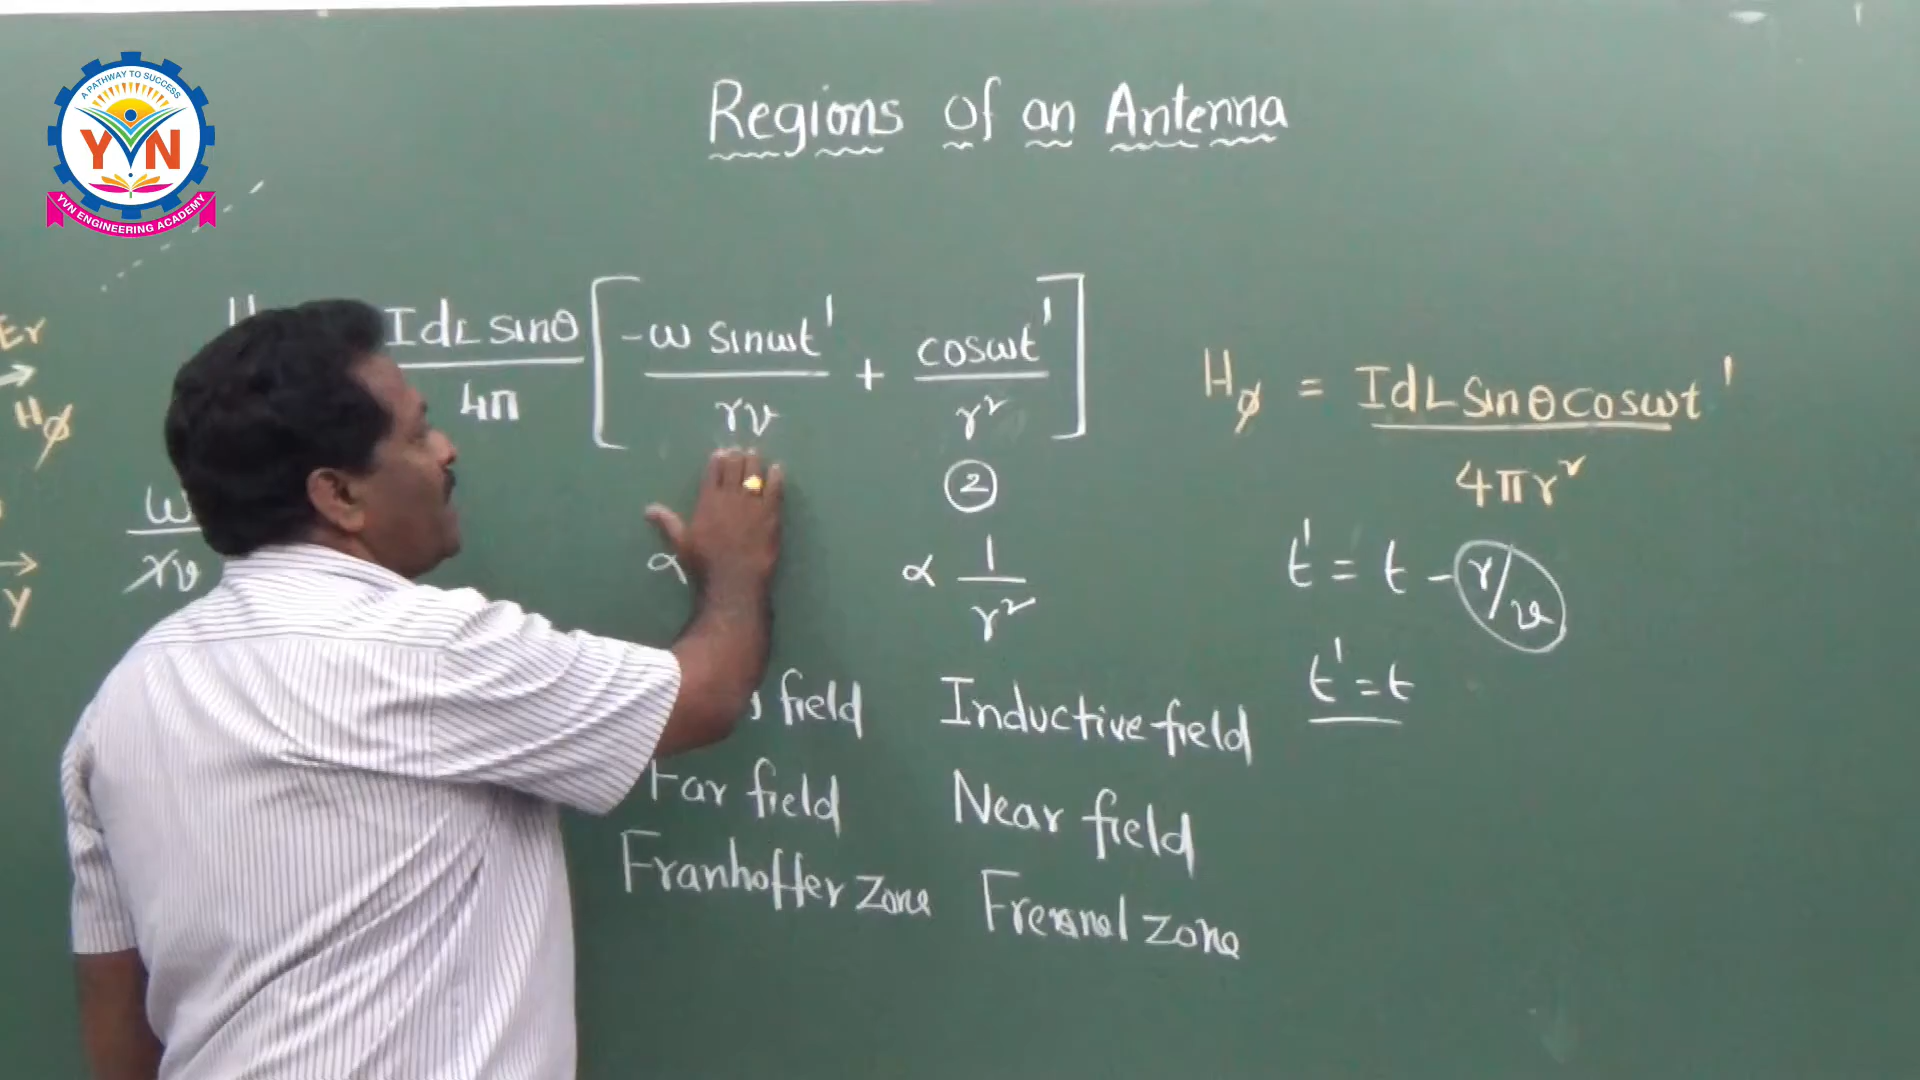 A PATHWAY TO SUCCESS
YVN
YVN ENGINEERING ACADEMY
Regions of an Antenna
Er
Hϕ
y
H
IdL sinθ / 4π [ -ω sinωt' / rv + cosωt' / r² ]
②
ω / rv
∝
∝ 1 / r²
field Inductive field
Far field Near field
Franhoffer zone Fresnel zone
Hϕ = IdL Sinθ Cosωt' / 4πr²
t' = t - r/v
t' = t